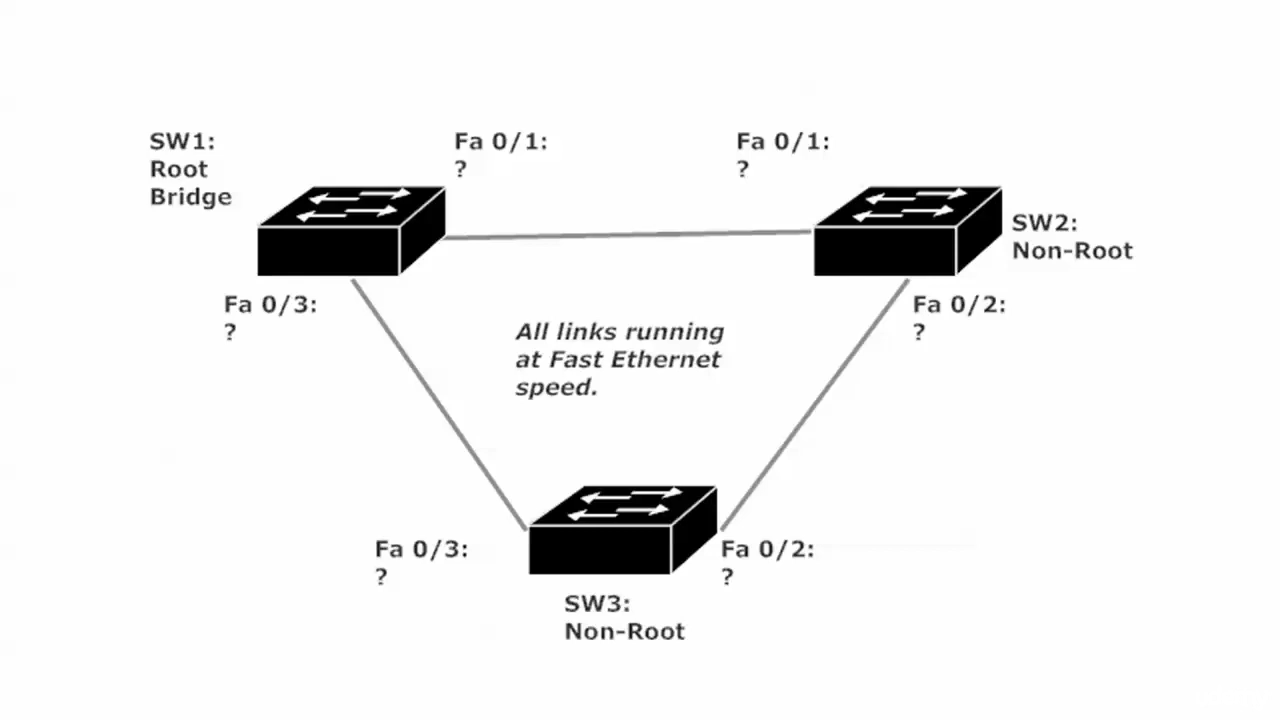 SW1:
Root
Bridge
Fa 0/1:
?
Fa 0/1:
?
SW2:
Non-Root
Fa 0/3:
?
Fa 0/2:
?
All links running
at Fast Ethernet
speed.
Fa 0/3:
?
Fa 0/2:
?
SW3:
Non-Root